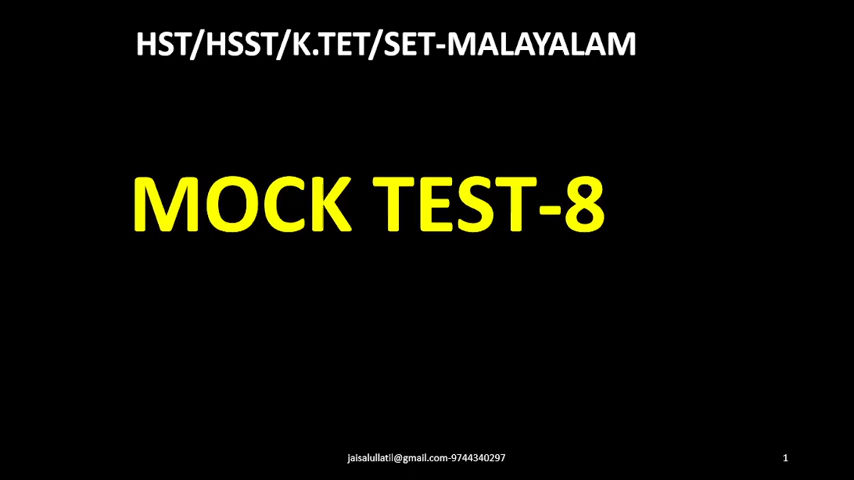 HST/HSST/K.TET/SET-MALAYALAM
MOCK TEST-8
jaisalullatil@gmail.com-9744340297
1